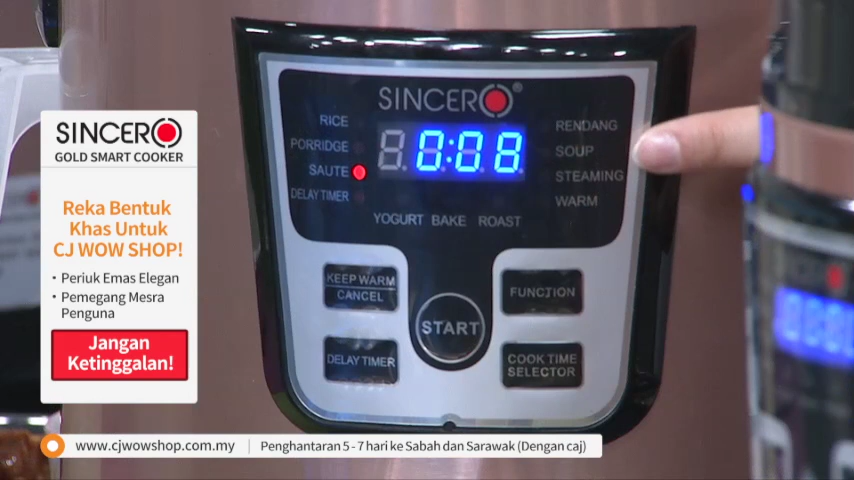 SINCERO
GOLD SMART COOKER
Reka Bentuk
Khas Untuk
CJ WOW SHOP!
• Periuk Emas Elegan
• Pemegang Mesra
Penguna
Jangan
Ketinggalan!
SINCERO®
RICE
PORRIDGE
SAUTE
DELAY TIMER
0:08
RENDANG
SOUP
STEAMING
WARM
YOGURT BAKE ROAST
KEEP WARM
CANCEL
DELAY TIMER
START
FUNCTION
COOK TIME
SELECTOR
www.cjwowshop.com.my | Penghantaran 5 - 7 hari ke Sabah dan Sarawak (Dengan caj)